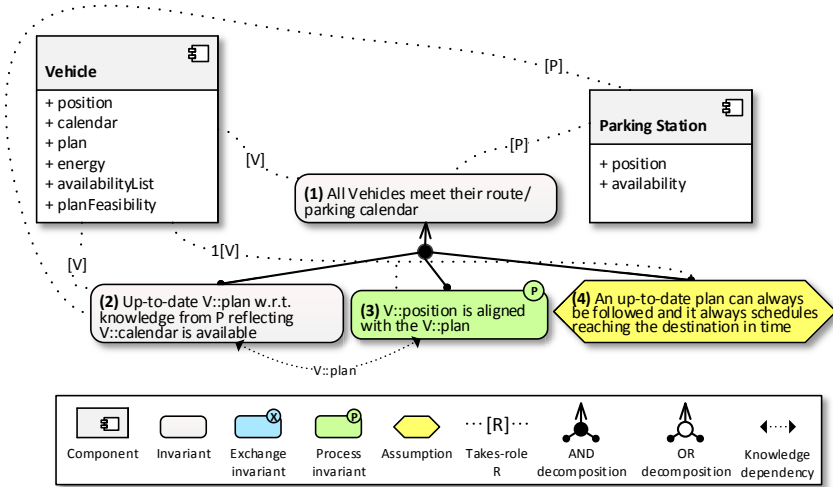 Vehicle
+ position
+ calendar
+ plan
+ energy
+ availabilityList
+ planFeasibility
[P]
Parking Station
+ position
+ availability
[V]
[P]
(1) All Vehicles meet their route/
parking calendar
[V]
1[V]
(2) Up-to-date V::plan w.r.t.
knowledge from P reflecting
V::calendar is available
P
(3) V::position is aligned
with the V::plan
(4) An up-to-date plan can always
be followed and it always schedules
reaching the destination in time
V::plan
X
P
[R]
Component
Invariant
Exchange
invariant
Process
invariant
Assumption
Takes-role
R
AND
decomposition
OR
decomposition
Knowledge
dependency